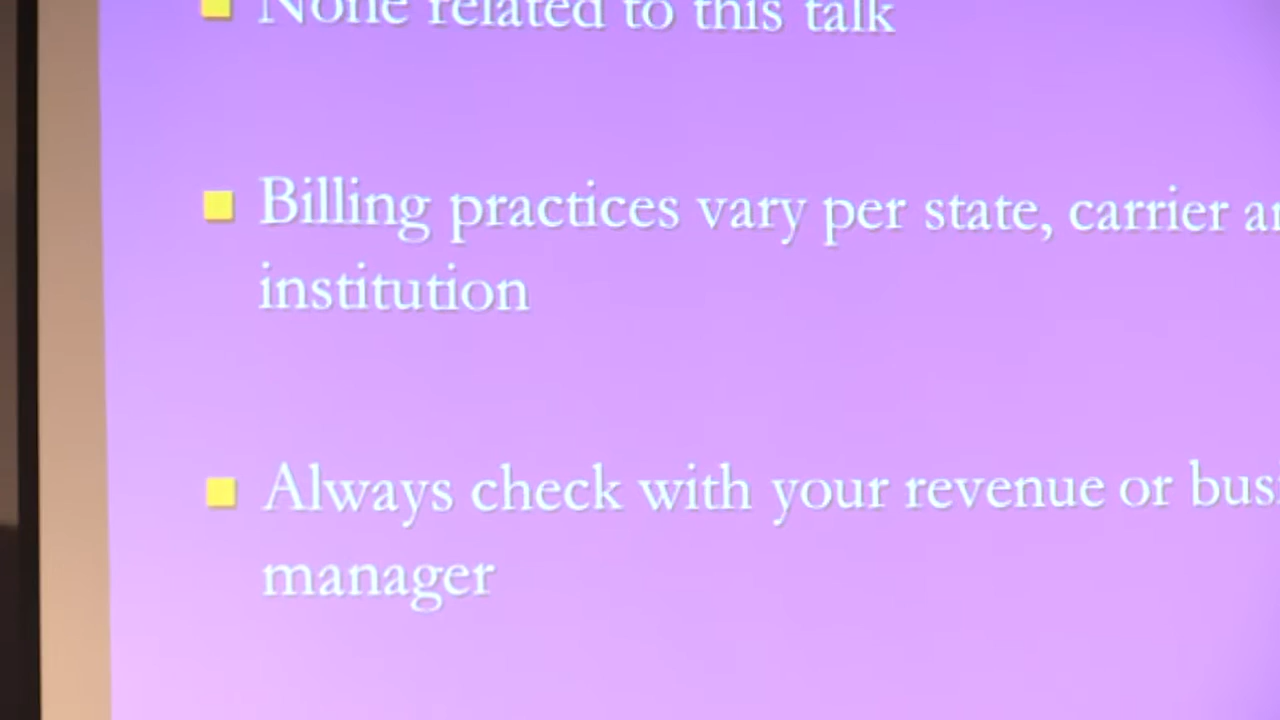 None related to this talk
Billing practices vary per state, carrier
institution
Always check with your revenue or
manager